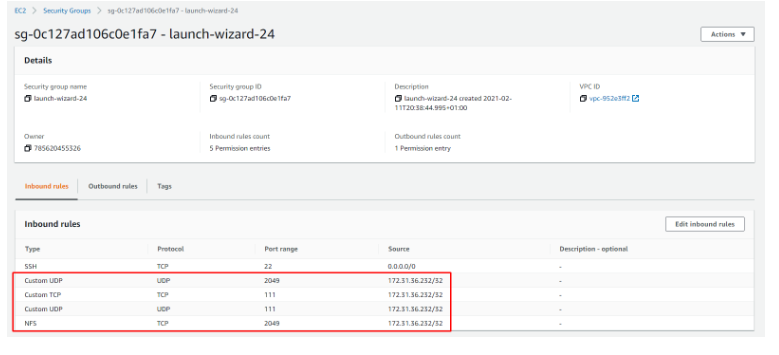 EC2 > Security Groups > sg-0c127ad106c0e1fa7 - launch-wizard-24
sg-0c127ad106c0e1fa7 - launch-wizard-24
Actions ▼
Details
Security group name Security group ID Description VPC ID
launch-wizard-24 sg-0c127ad106c0e1fa7 launch-wizard-24 created 2021-02- vpc-952e3ff2
11T20:38:44.995+01:00
Owner Inbound rules count Outbound rules count
785620455326 5 Permission entries 1 Permission entry
Inbound rules Outbound rules Tags
Inbound rules Edit inbound rules
Type Protocol Port range Source Description - optional
SSH TCP 22 0.0.0.0/0 -
Custom UDP UDP 2049 172.31.36.232/32 -
Custom TCP TCP 111 172.31.36.232/32 -
Custom UDP UDP 111 172.31.36.232/32 -
NFS TCP 2049 172.31.36.232/32 -